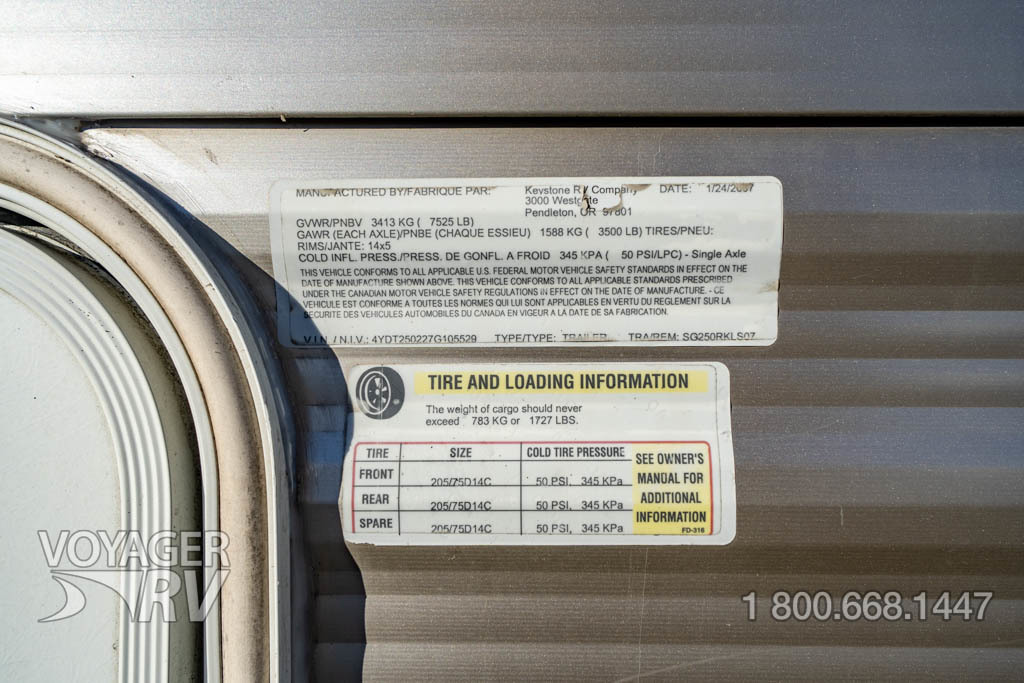 MANUFACTURED BY/FABRIQUE PAR: Keystone RV Company DATE: 1/24/2007
3000 Westgate
Pendleton, OR 97801
GVWR/PNBV 3413 KG ( 7525 LB)
GAWR (EACH AXLE)/PNBE (CHAQUE ESSIEU) 1588 KG ( 3500 LB) TIRES/PNEU:
RIMS/JANTE: 14x5
COLD INFL. PRESS./PRESS. DE GONFL. A FROID 345 KPA ( 50 PSI/LPC) - Single Axle
THIS VEHICLE CONFORMS TO ALL APPLICABLE U.S. FEDERAL MOTOR VEHICLE SAFETY STANDARDS IN EFFECT ON THE
DATE OF MANUFACTURE SHOWN ABOVE. THIS VEHICLE CONFORMS TO ALL APPLICABLE STANDARDS PRESCRIBED
UNDER THE CANADIAN MOTOR VEHICLE SAFETY REGULATIONS IN EFFECT ON THE DATE OF MANUFACTURE. - CE
VEHICULE EST CONFORME A TOUTES LES NORMES QUI LUI SONT APPLICABLES EN VERTU DU REGLEMENT SUR LA
SECURITE DES VEHICULES AUTOMOBILES DU CANADA EN VIGEUR A LA DATE DE SA FABRICATION.
V.I.N. / N.I.V.: 4YDT250227G105529 TYPE/TYPE: TRAILER TRA/REM: SG250RKLS07
TIRE AND LOADING INFORMATION
The weight of cargo should never
exceed 783 KG or 1727 LBS.
TIRE SIZE COLD TIRE PRESSURE
FRONT 205/75D14C 50 PSI, 345 KPa
REAR 205/75D14C 50 PSI, 345 KPa
SPARE 205/75D14C 50 PSI, 345 KPa
SEE OWNER'S
MANUAL FOR
ADDITIONAL
INFORMATION
FD-316
VOYAGER
RV
1 800.668.1447